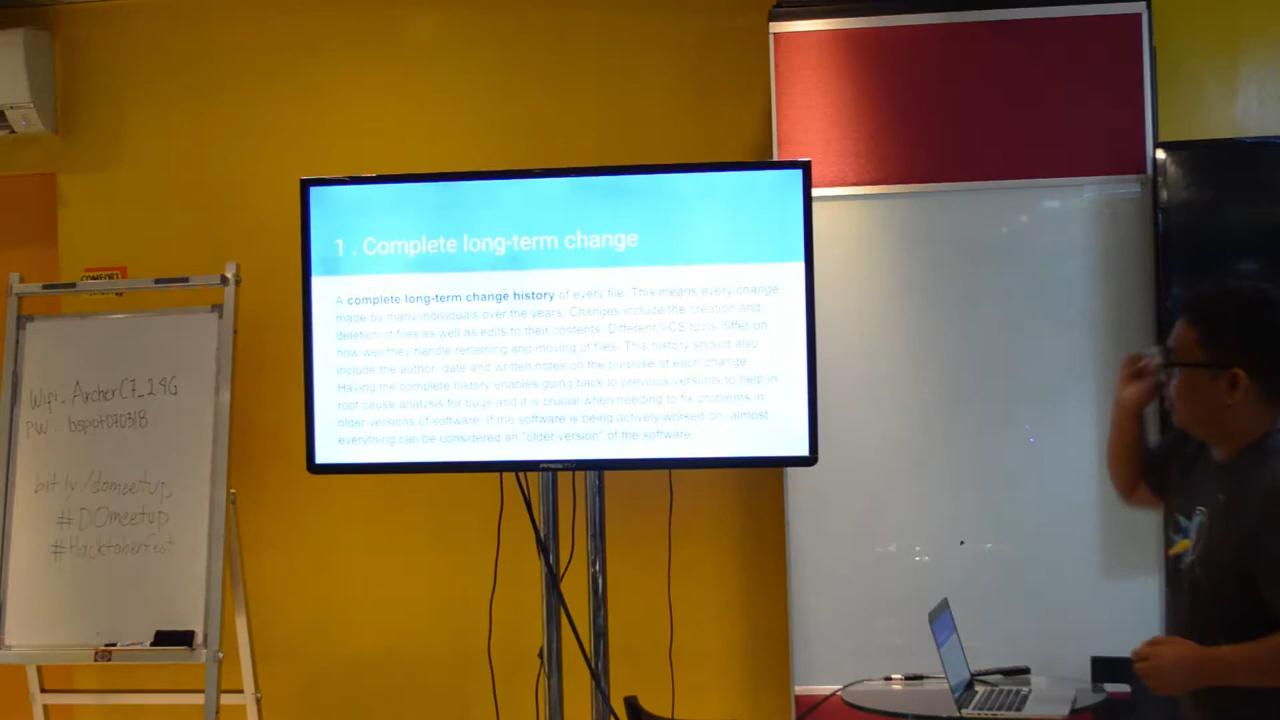 COMFORT
Wifi: ArcherC7_2.4G
PW: bspot070318
bit.ly/domeetup
#DOmeetup
#Hacktoberfest
1 . Complete long-term change
A complete long-term change history of every file. This means every change
made by many individuals over the years. Changes include the creation and
deletion of files as well as edits to their contents. Different VCS tools differ on
how well they handle renaming and moving of files. This history should also
include the author, date and written notes on the purpose of each change.
Having the complete history enables going back to previous versions to help in
root cause analysis for bugs and it is crucial when needing to fix problems in
older versions of software. If the software is being actively worked on, almost
everything can be considered an "older version" of the software.